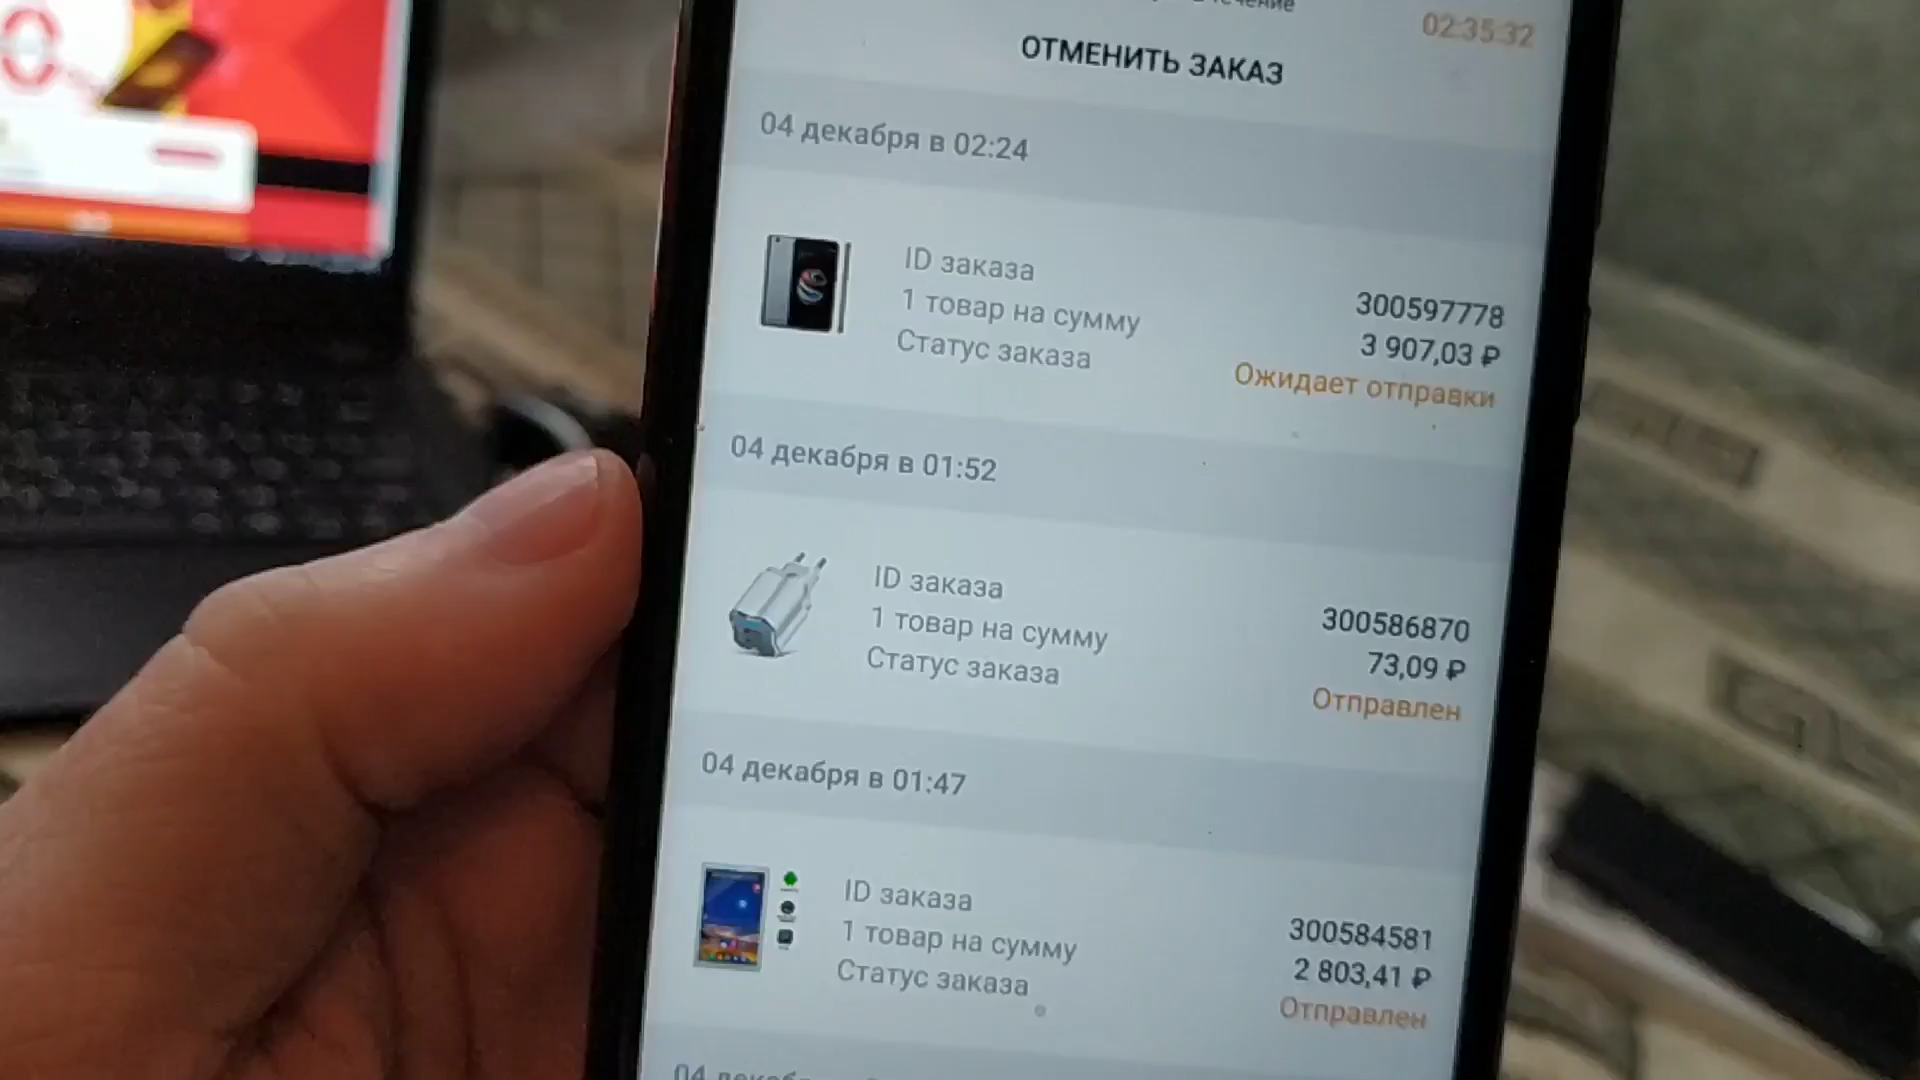 02:35:32
ОТМЕНИТЬ ЗАКАЗ
04 декабря в 02:24
ID заказа 300597778
1 товар на сумму 3 907,03 ₽
Статус заказа Ожидает отправки
04 декабря в 01:52
ID заказа 300586870
1 товар на сумму 73,09 ₽
Статус заказа Отправлен
04 декабря в 01:47
ID заказа 300584581
1 товар на сумму 2 803,41 ₽
Статус заказа Отправлен
04